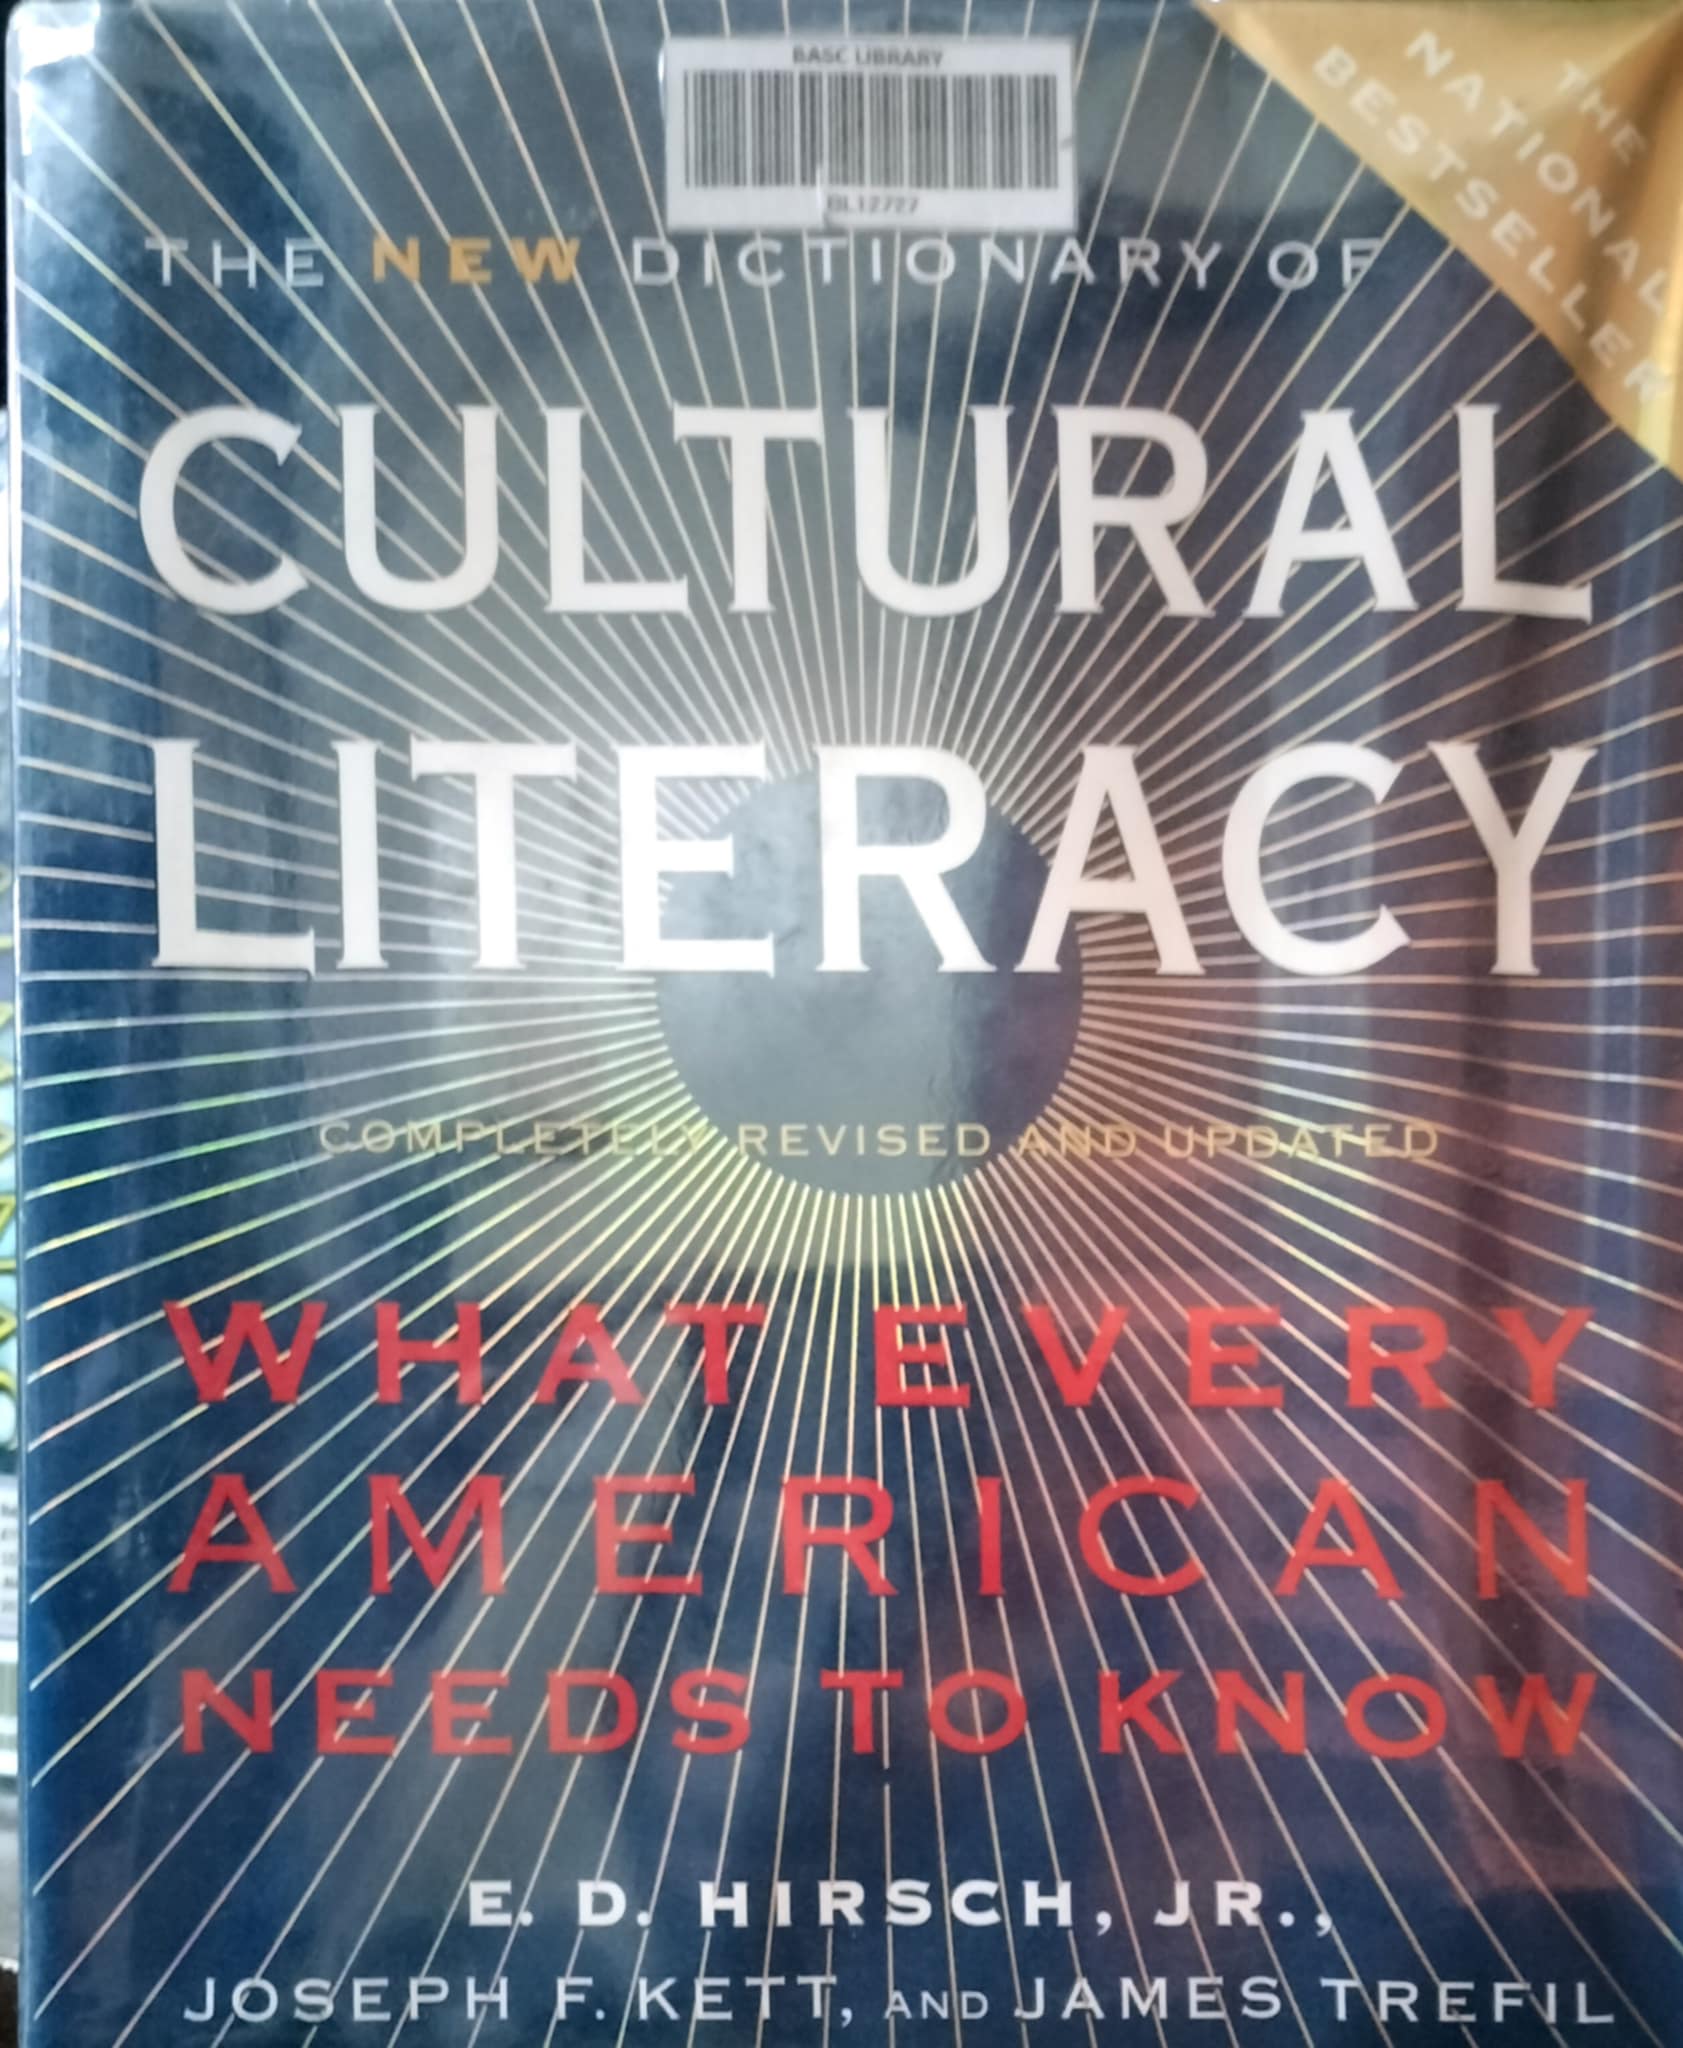 BASC LIBRARY
BL12727
THE
NATIONAL
BESTSELLER
THE NEW DICTIONARY OF
CULTURAL
LITERACY
COMPLETELY REVISED AND UPDATED
WHAT EVERY
AMERICAN
NEEDS TO KNOW
E. D. HIRSCH, JR.,
JOSEPH F. KETT, AND JAMES TREFIL